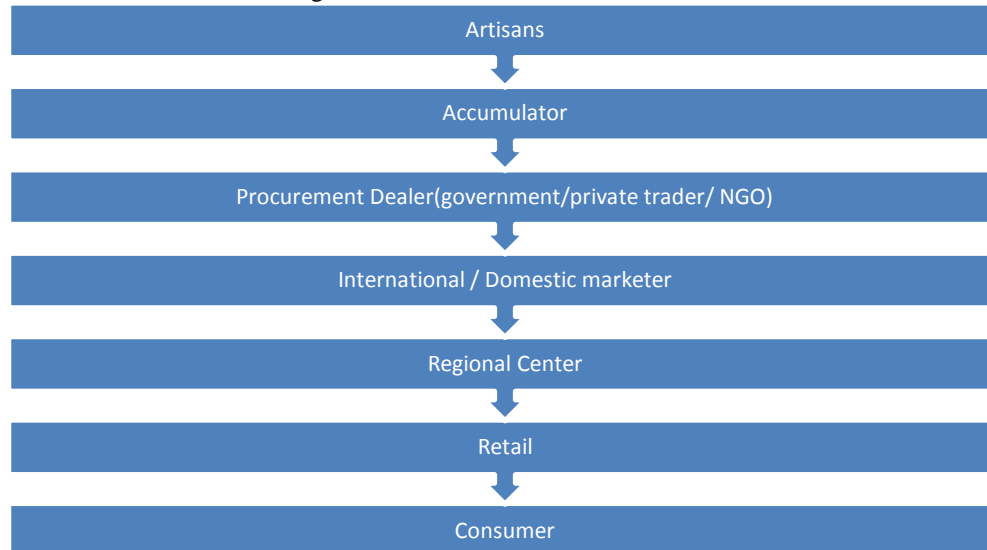 Artisans
Accumulator
Procurement Dealer(government/private trader/ NGO)
International / Domestic marketer
Regional Center
Retail
Consumer